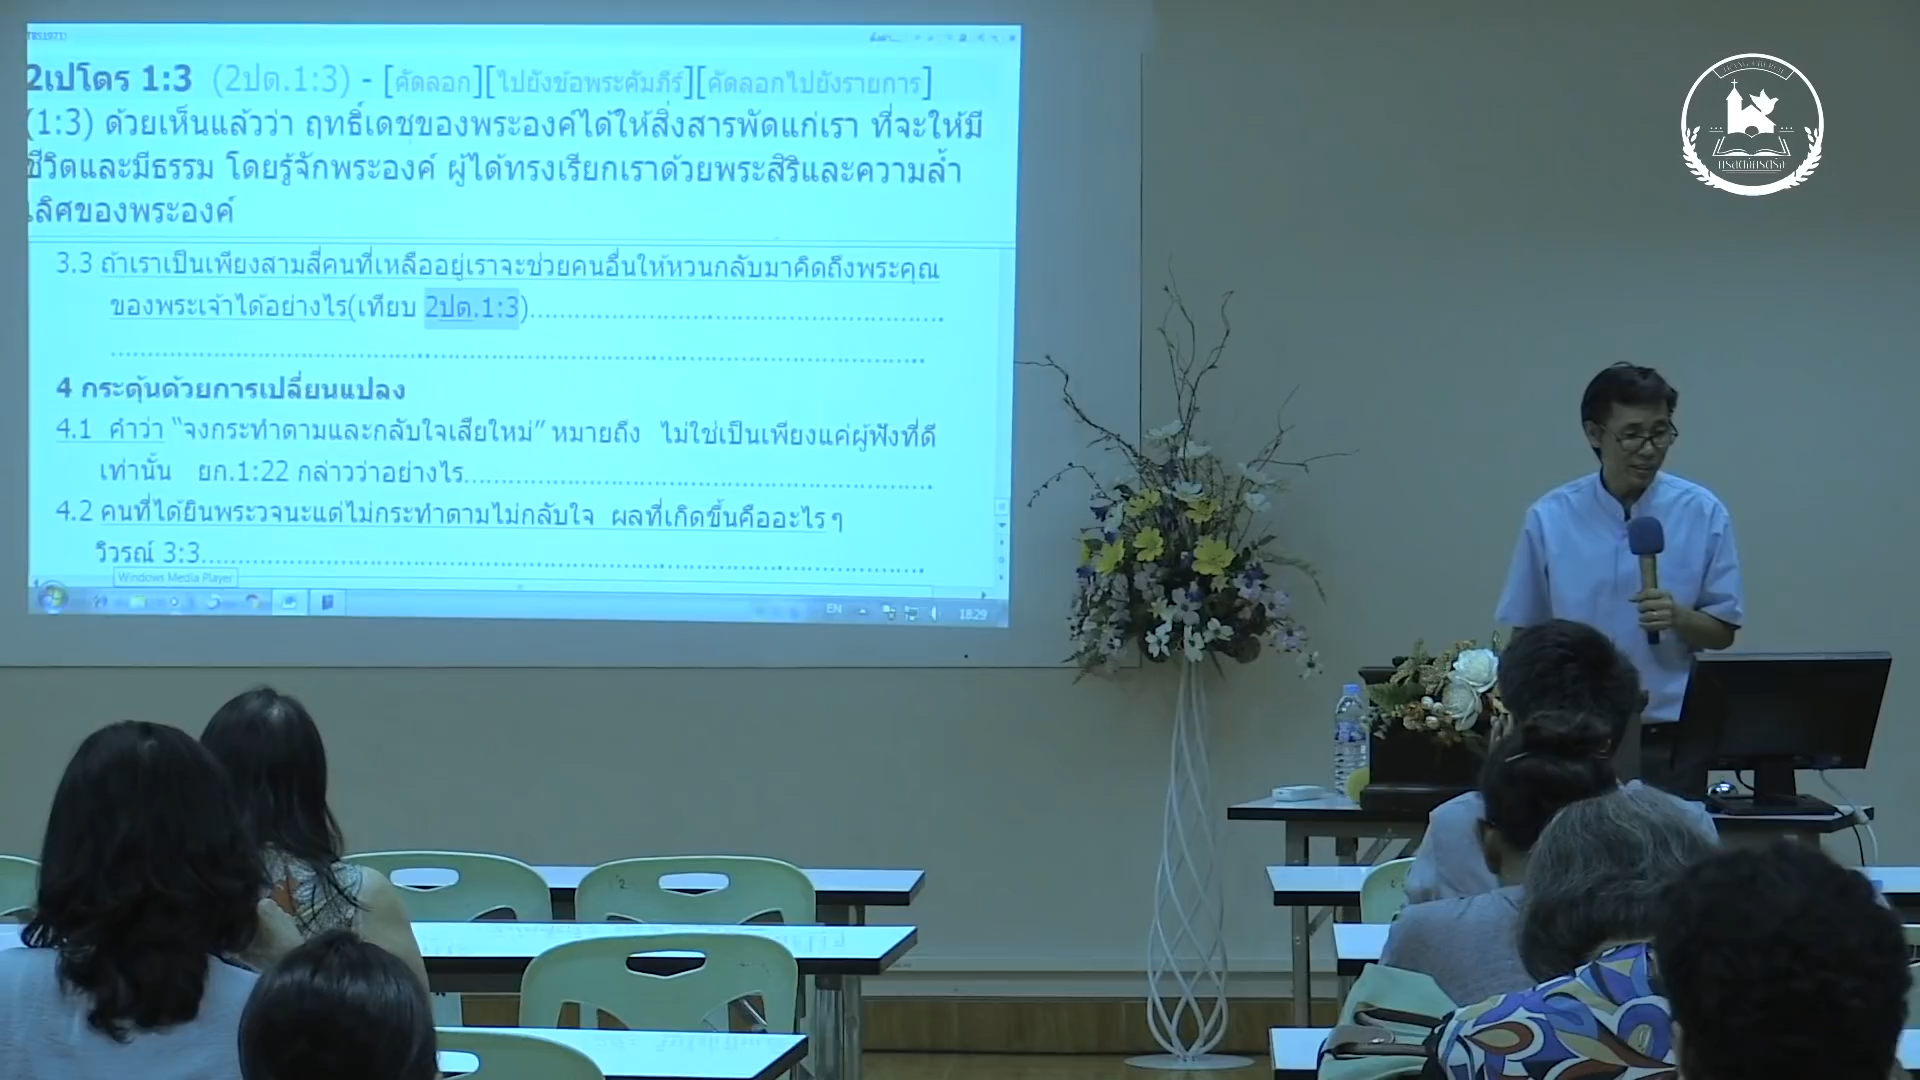 2เปโตร 1:3 (2ปต.1:3) - [คัดลอก][ไปยังข้อพระคัมภีร์][คัดลอกไปยังรายการ]
(1:3) ด้วยเห็นแล้วว่า ฤทธิ์เดชของพระองค์ได้ให้สิ่งสารพัดแก่เรา ที่จะให้มี
ชีวิตและมีธรรม โดยรู้จักพระองค์ ผู้ได้ทรงเรียกเราด้วยพระสิริและความล้ำ
เลิศของพระองค์
3.3 ถ้าเราเป็นเพียงสามสี่คนที่เหลืออยู่เราจะช่วยคนอื่นให้หวนกลับมาคิดถึงพระคุณ
ของพระเจ้าได้อย่างไร(เทียบ 2ปต.1:3)
4 กระตุ้นด้วยการเปลี่ยนแปลง
4.1 คำว่า “จงกระทำตามและกลับใจเสียใหม่” หมายถึง ไม่ใช่เป็นเพียงแค่ผู้ฟังที่ดี
เท่านั้น ยก.1:22 กล่าวว่าอย่างไร
4.2 คนที่ได้ยินพระวจนะแต่ไม่กระทำตามไม่กลับใจ ผลที่เกิดขึ้นคืออะไร ๆ
วิวรณ์ 3:3
Windows Media Player
EN
18:29